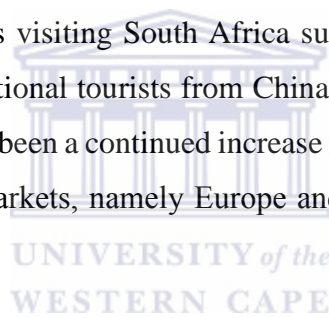 s visiting South Africa su
tional tourists from China
been a continued increase
arkets, namely Europe and
UNIVERSITY of the
WESTERN CAPE